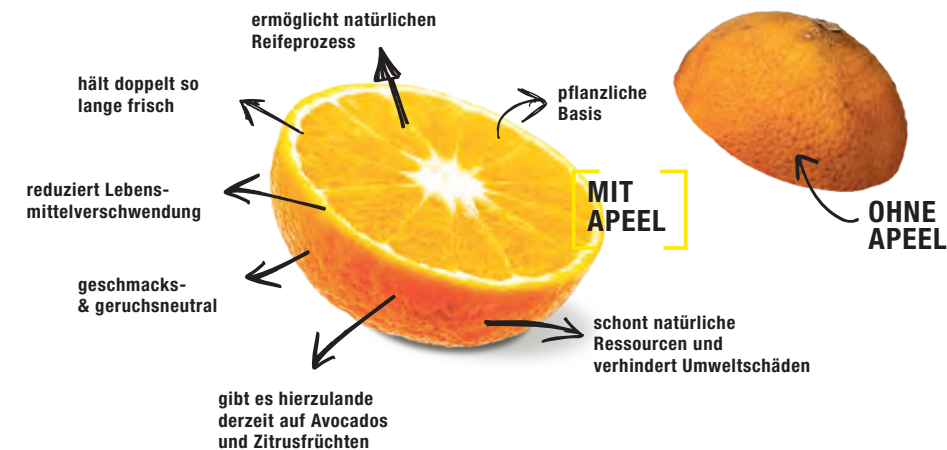 ermöglicht natürlichen
Reifeprozess
hält doppelt so
lange frisch
pflanzliche
Basis
reduziert Lebens-
mittelverschwendung
MIT
APEEL
OHNE
APEEL
geschmacks-
& geruchsneutral
schont natürliche
Ressourcen und
verhindert Umweltschäden
gibt es hierzulande
derzeit auf Avocados
und Zitrusfrüchten